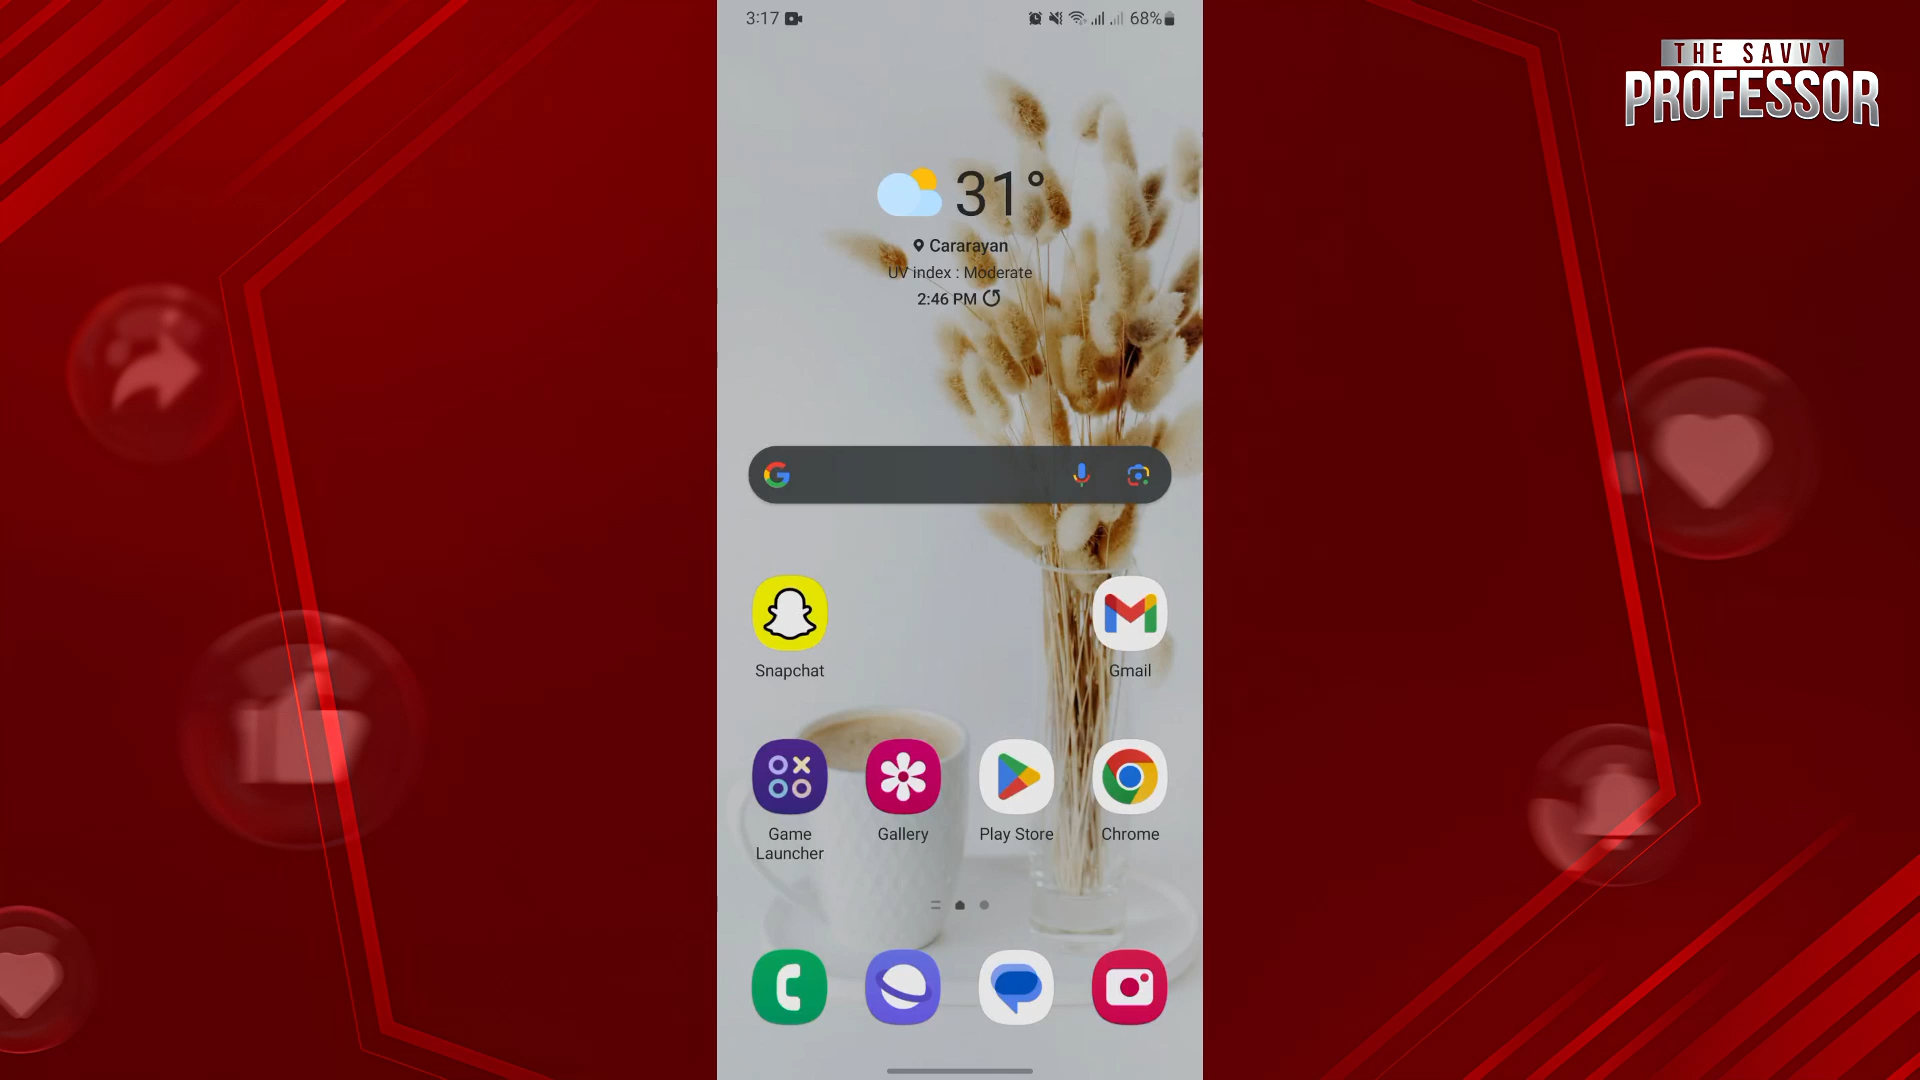 3:17
68%
THE SAVVY
PROFESSOR
31°
Cararayan
UV index : Moderate
2:46 PM
Snapchat
Gmail
Game
Launcher
Gallery
Play Store
Chrome